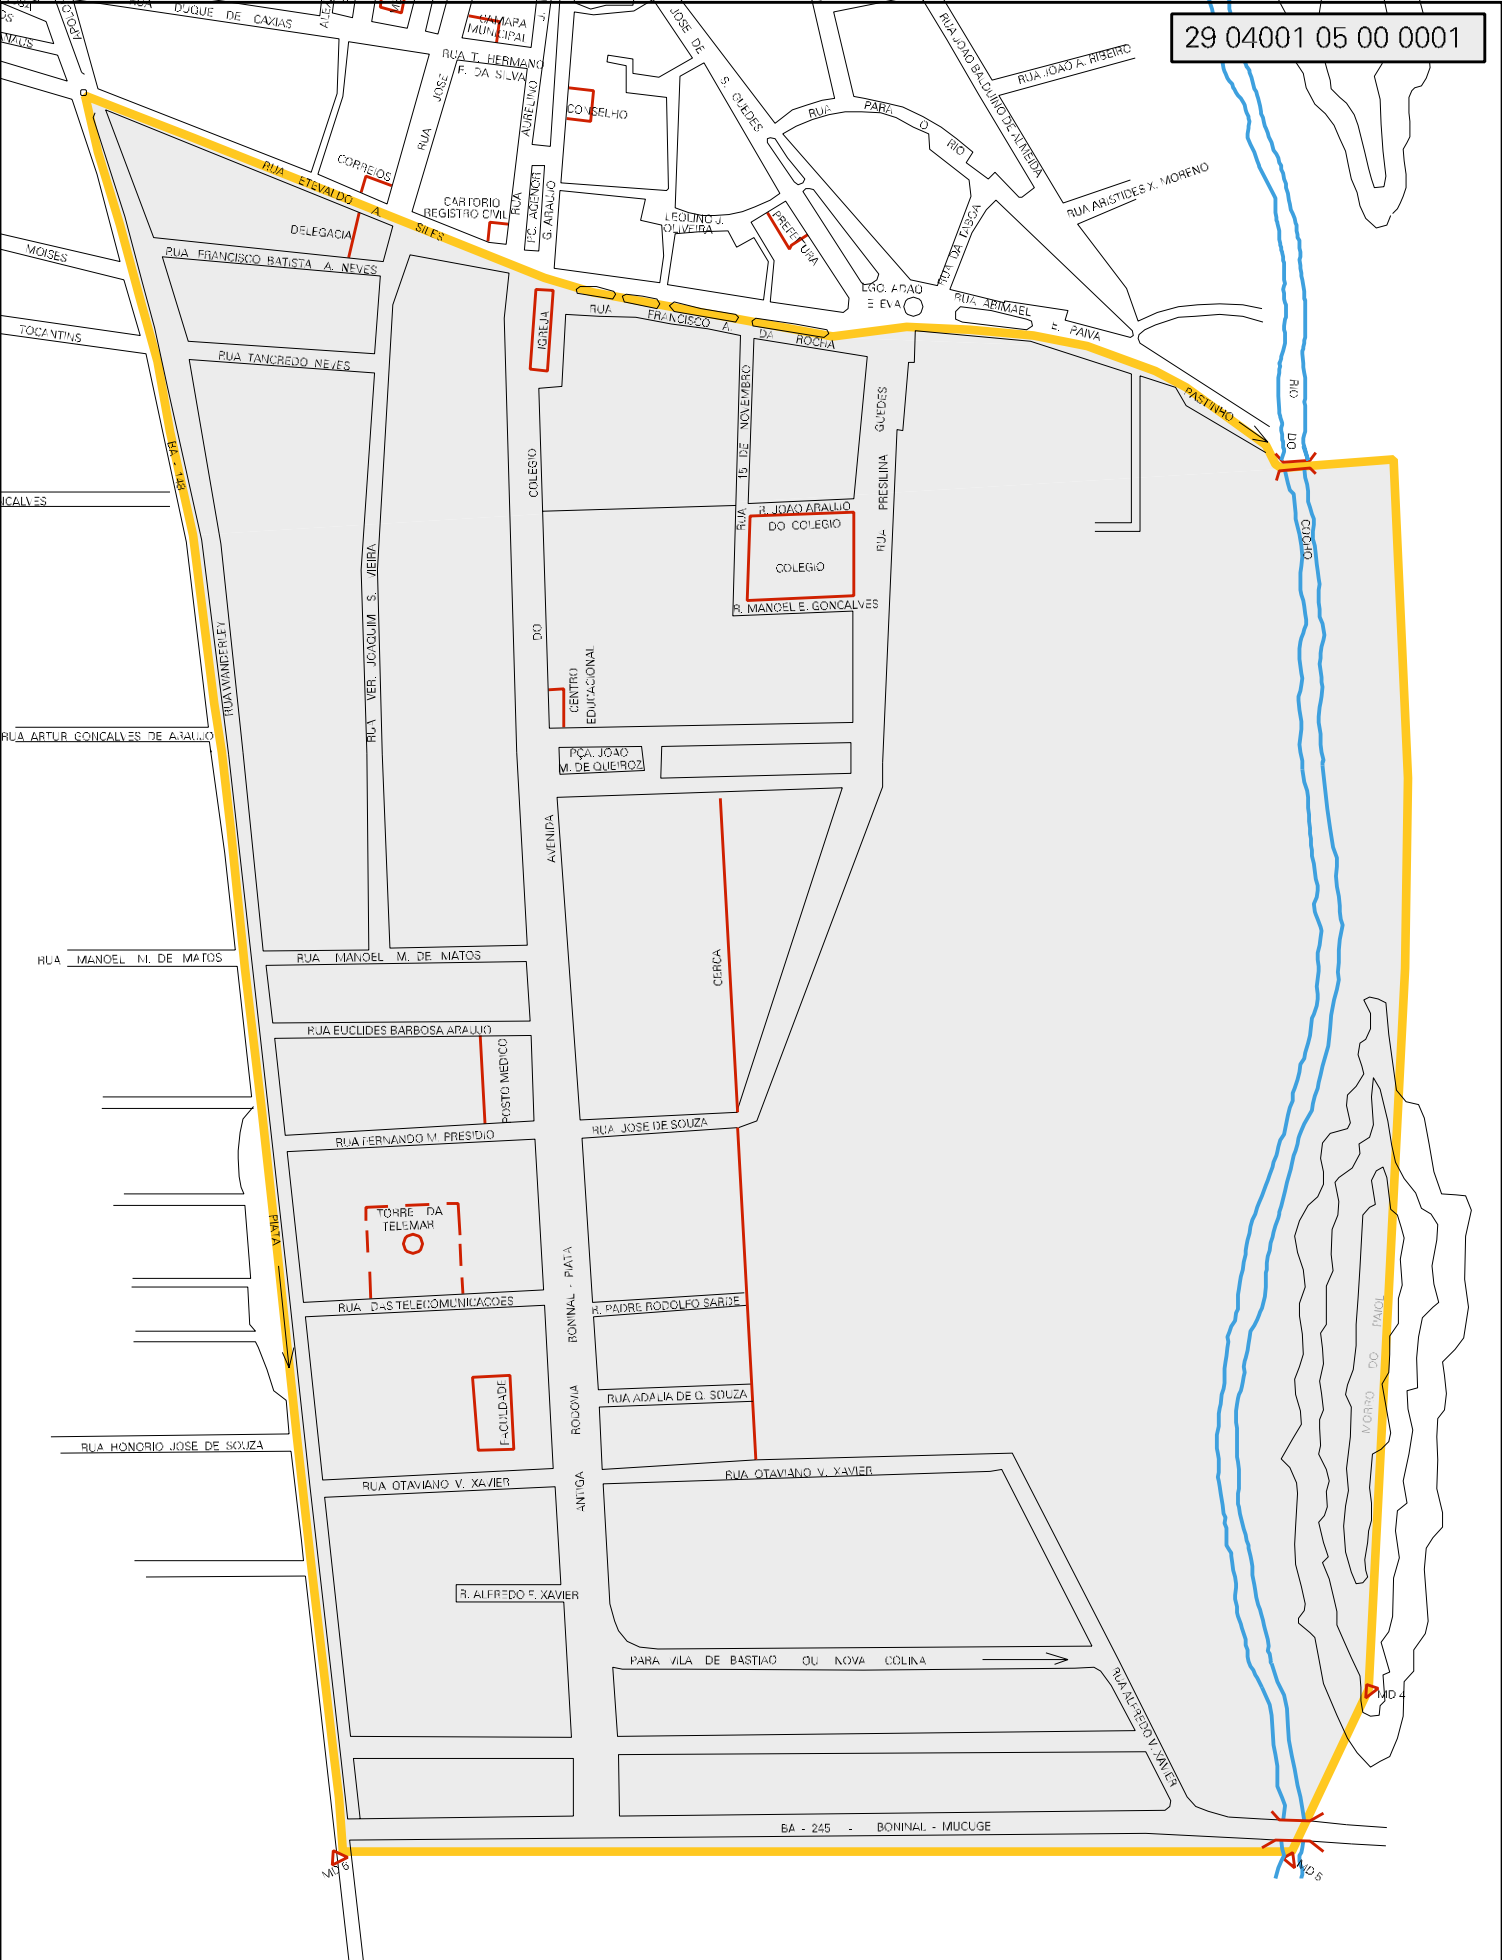 29 04001 05 00 0001
RUA DUQUE DE CAXIAS
APOLO
CAMARA
MUNICIPAL
RUA T. HERMANO
F. DA SILVA
RUA JOSE
AURELINO
RUA
JOSE DE S. GUEDES
RUA JOAO BALDUINO DE ALMEIDA
RUA JOAO A. RIBEIRO
CONSELHO
RUA PARA O RIO
RUA ARISTIDES X. MORENO
CORREIOS
RUA ETEVALDO A. SILES
CARTORIO
REGISTRO CIVIL
PC. AGENOR
G. ARAUJO
LEOLINO J.
OLIVEIRA
PREFEITURA
RUA DA TABOA
DELEGACIA
MOISES
RUA FRANCISCO BATISTA A. NEVES
LGO. ADAO
E EVA
RUA ABIMAEL E. PAIVA
IGREJA
RUA FRANCISCO A. DA ROCHA
TOCANTINS
RUA TANCREDO NEVES
RUA 15 DE NOVEMBRO
RUA PRESILINA GUEDES
PASTINHO
RIO DO COCHO
BA - 148
PIATA
R. JOAO ARAUJO
DO COLEGIO
COLEGIO
R. MANOEL E. GONCALVES
RUA WANDERLEY
RUA VER. JOAQUIM S. VIEIRA
AVENIDA DO COLEGIO
CENTRO
EDUCACIONAL
RUA ARTUR GONCALVES DE ARAUJO
PÇA. JOAO
M. DE QUEIROZ
CERCA
RUA MANOEL M. DE MATOS
RUA MANOEL M. DE MATOS
RUA EUCLIDES BARBOSA ARAUJO
POSTO MEDICO
RUA FERNANDO M. PRESIDIO
RUA JOSE DE SOUZA
TORRE DA
TELEMAR
RUA DAS TELECOMUNICACOES
ANTIGA RODOVIA BONINAL - PIATA
R. PADRE RODOLFO SARDE
MORRO DO PAIOL
FACULDADE
RUA ADALIA DE Q. SOUZA
RUA HONORIO JOSE DE SOUZA
RUA OTAVIANO V. XAVIER
RUA OTAVIANO V. XAVIER
R. ALFREDO F. XAVIER
PARA VILA DE BASTIAO OU NOVA COLINA
RUA ALFREDO V. XAVIER
MD 4
BA - 245 - BONINAL - MUCUGE
MD 6
MD 5